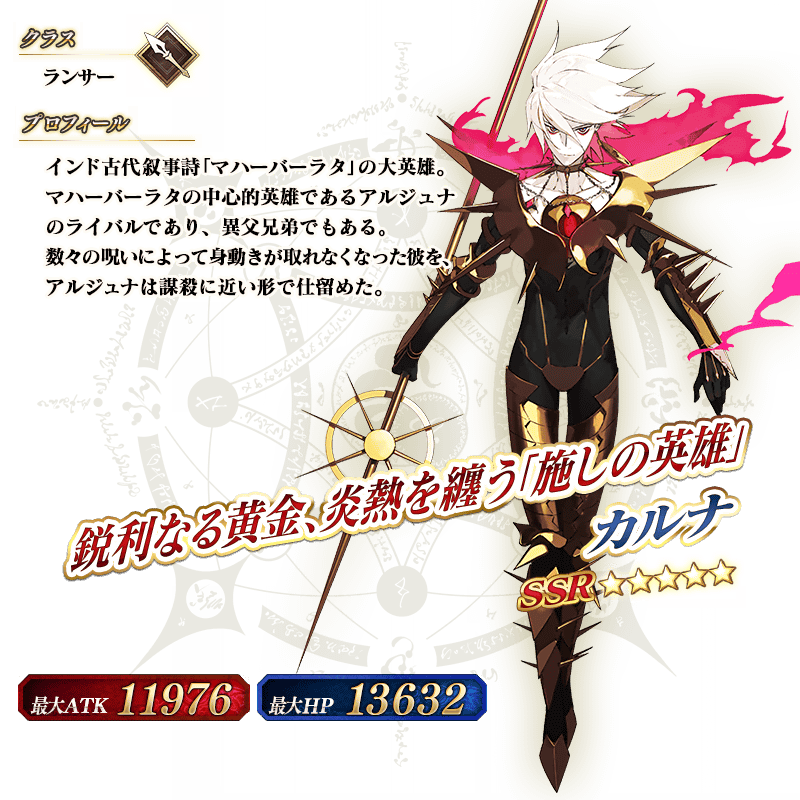 クラス
ランサー
プロフィール
インド古代叙事詩｢マハーバーラタ｣の大英雄。
マハーバーラタの中心的英雄であるアルジュナ
のライバルであり、異父兄弟でもある。
数々の呪いによって身動きが取れなくなった彼を、
アルジュナは謀殺に近い形で仕留めた。
鋭利なる黄金、炎熱を纏う｢施しの英雄｣
カルナ
SSR ☆☆☆☆☆
最大ATK 11976
最大HP 13632